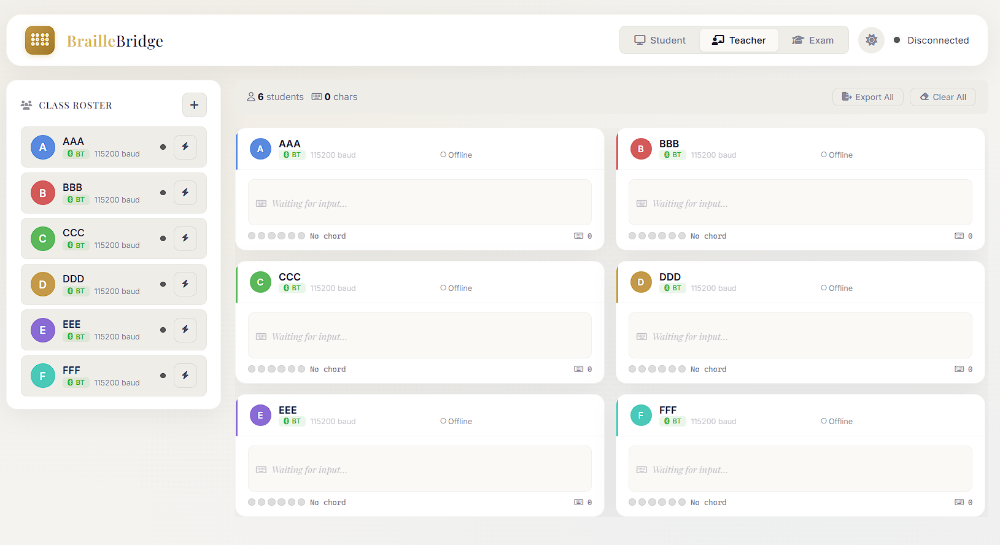 BrailleBridge
Student
Teacher
Exam
Disconnected
CLASS ROSTER
+
A
AAA
BT 115200 baud
B
BBB
BT 115200 baud
C
CCC
BT 115200 baud
D
DDD
BT 115200 baud
E
EEE
BT 115200 baud
F
FFF
BT 115200 baud
6 students 0 chars
Export All
Clear All
A
AAA
BT 115200 baud
Offline
Waiting for input...
No chord
0
B
BBB
BT 115200 baud
Offline
Waiting for input...
No chord
0
C
CCC
BT 115200 baud
Offline
Waiting for input...
No chord
0
D
DDD
BT 115200 baud
Offline
Waiting for input...
No chord
0
E
EEE
BT 115200 baud
Offline
Waiting for input...
No chord
0
F
FFF
BT 115200 baud
Offline
Waiting for input...
No chord
0